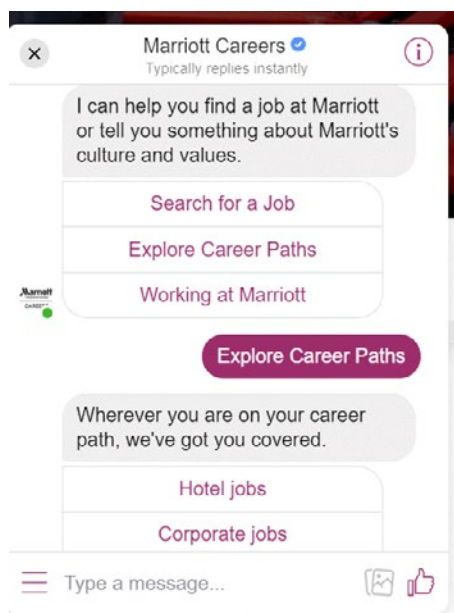 Marriott Careers
Typically replies instantly
I can help you find a job at Marriott
or tell you something about Marriott's
culture and values.
Search for a Job
Explore Career Paths
Working at Marriott
Marriott
Explore Career Paths
Wherever you are on your career
path, we've got you covered.
Hotel jobs
Corporate jobs
Type a message...